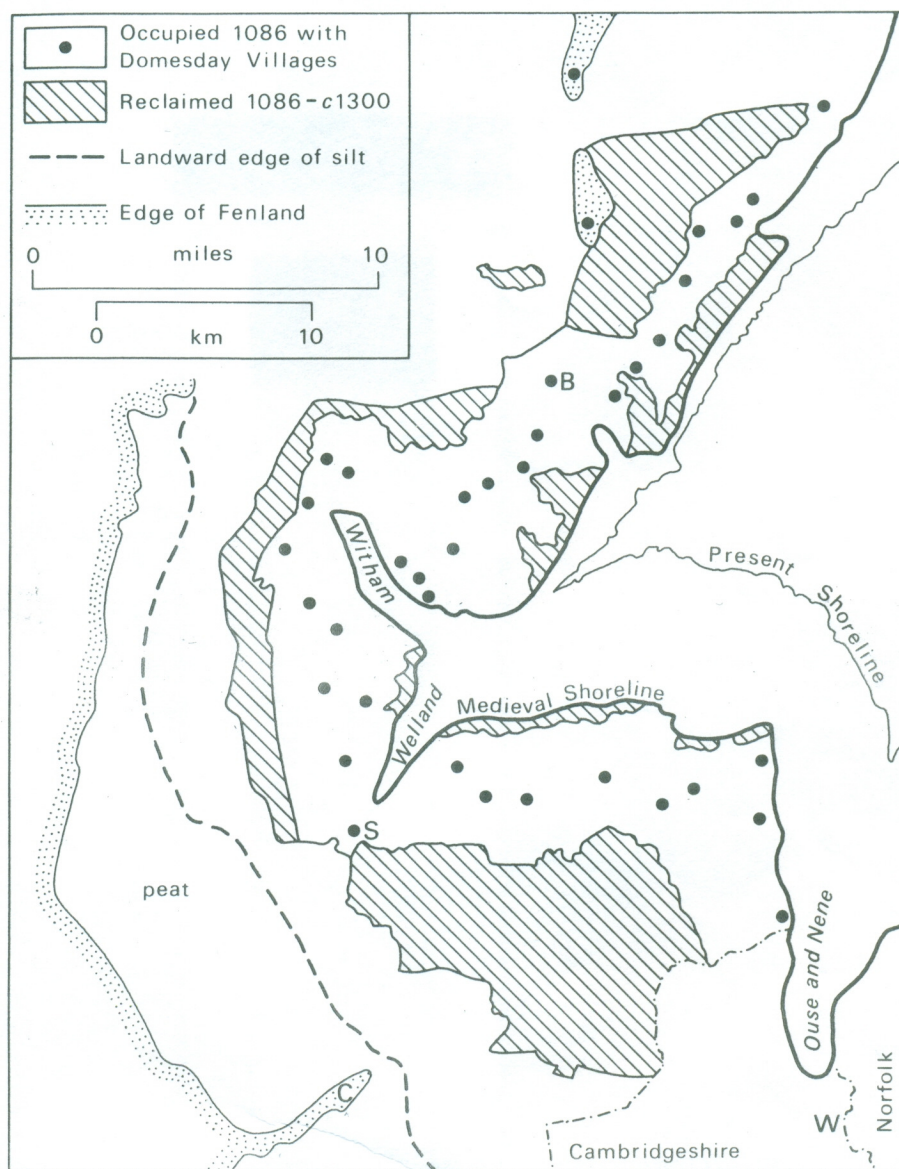 Occupied 1086 with
Domesday Villages
Reclaimed 1086–c1300
Landward edge of silt
Edge of Fenland
0 miles 10
0 km 10
B
Witham
Present Shoreline
Medieval Shoreline
Welland
S
peat
Ouse and Nene
C
Norfolk
W
Cambridgeshire